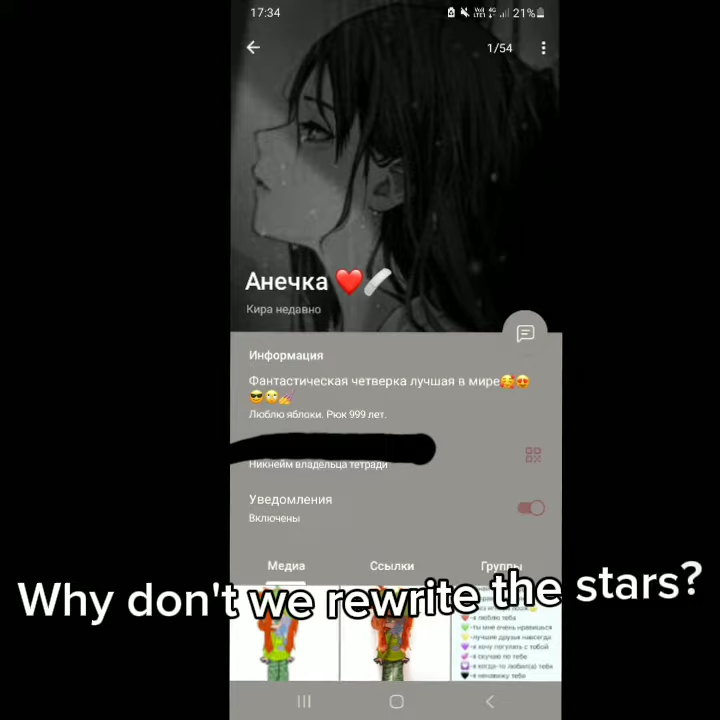 17:34
21%
1/54
Анечка ❤️🩹
Кира недавно
Информация
Фантастическая четверка лучшая в мире🥰😍
😎🙄💅
Люблю яблоки. Рюк 999 лет.
Никнейм владельца тетради
Уведомления
Включены
Медиа Ссылки Группы
Why don't we rewrite the stars?
-я люблю тебя
-ты мне очень нравишься
-лучшие друзья навсегда
-я хочу погулять с тобой
-я скучаю по тебе
-я когда-то любил(а) тебя
-я ненавижу тебя